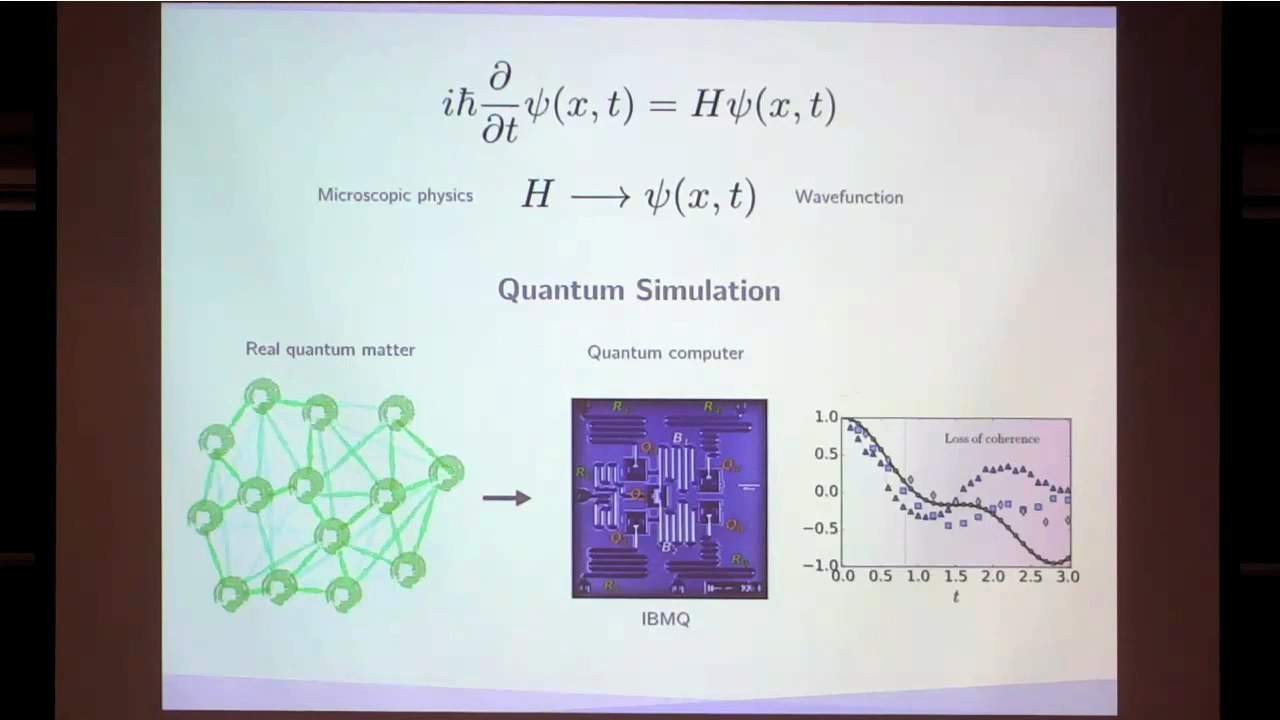 iℏ ∂/∂t ψ(x, t) = Hψ(x, t)
Microscopic physics H ⟶ ψ(x, t) Wavefunction
Quantum Simulation
Real quantum matter
Quantum computer
B₁
B₂
IBMQ
Loss of coherence
1.0
0.5
0.0
−0.5
−1.0
0.0 0.5 1.0 1.5 2.0 2.5 3.0
t